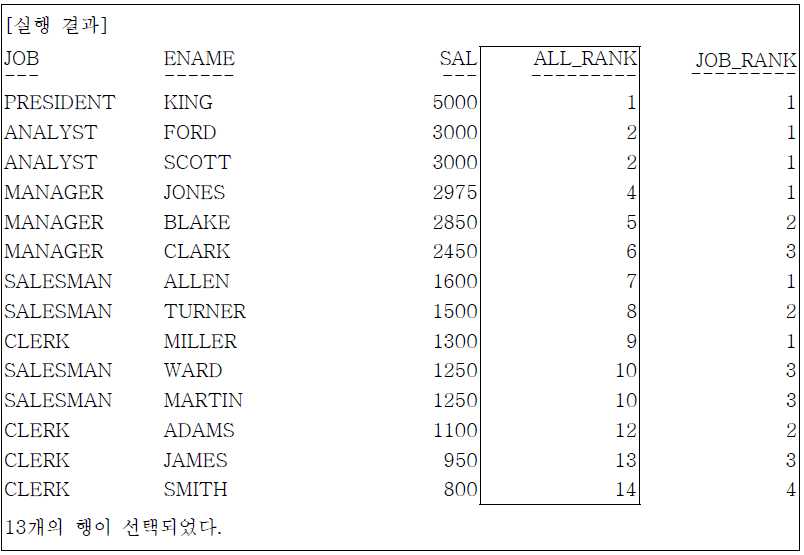 [실행 결과]
JOB ENAME SAL ALL_RANK JOB_RANK
--- ------ --- --------- ---------
PRESIDENT KING 5000 1 1
ANALYST FORD 3000 2 1
ANALYST SCOTT 3000 2 1
MANAGER JONES 2975 4 1
MANAGER BLAKE 2850 5 2
MANAGER CLARK 2450 6 3
SALESMAN ALLEN 1600 7 1
SALESMAN TURNER 1500 8 2
CLERK MILLER 1300 9 1
SALESMAN WARD 1250 10 3
SALESMAN MARTIN 1250 10 3
CLERK ADAMS 1100 12 2
CLERK JAMES 950 13 3
CLERK SMITH 800 14 4
13개의 행이 선택되었다.